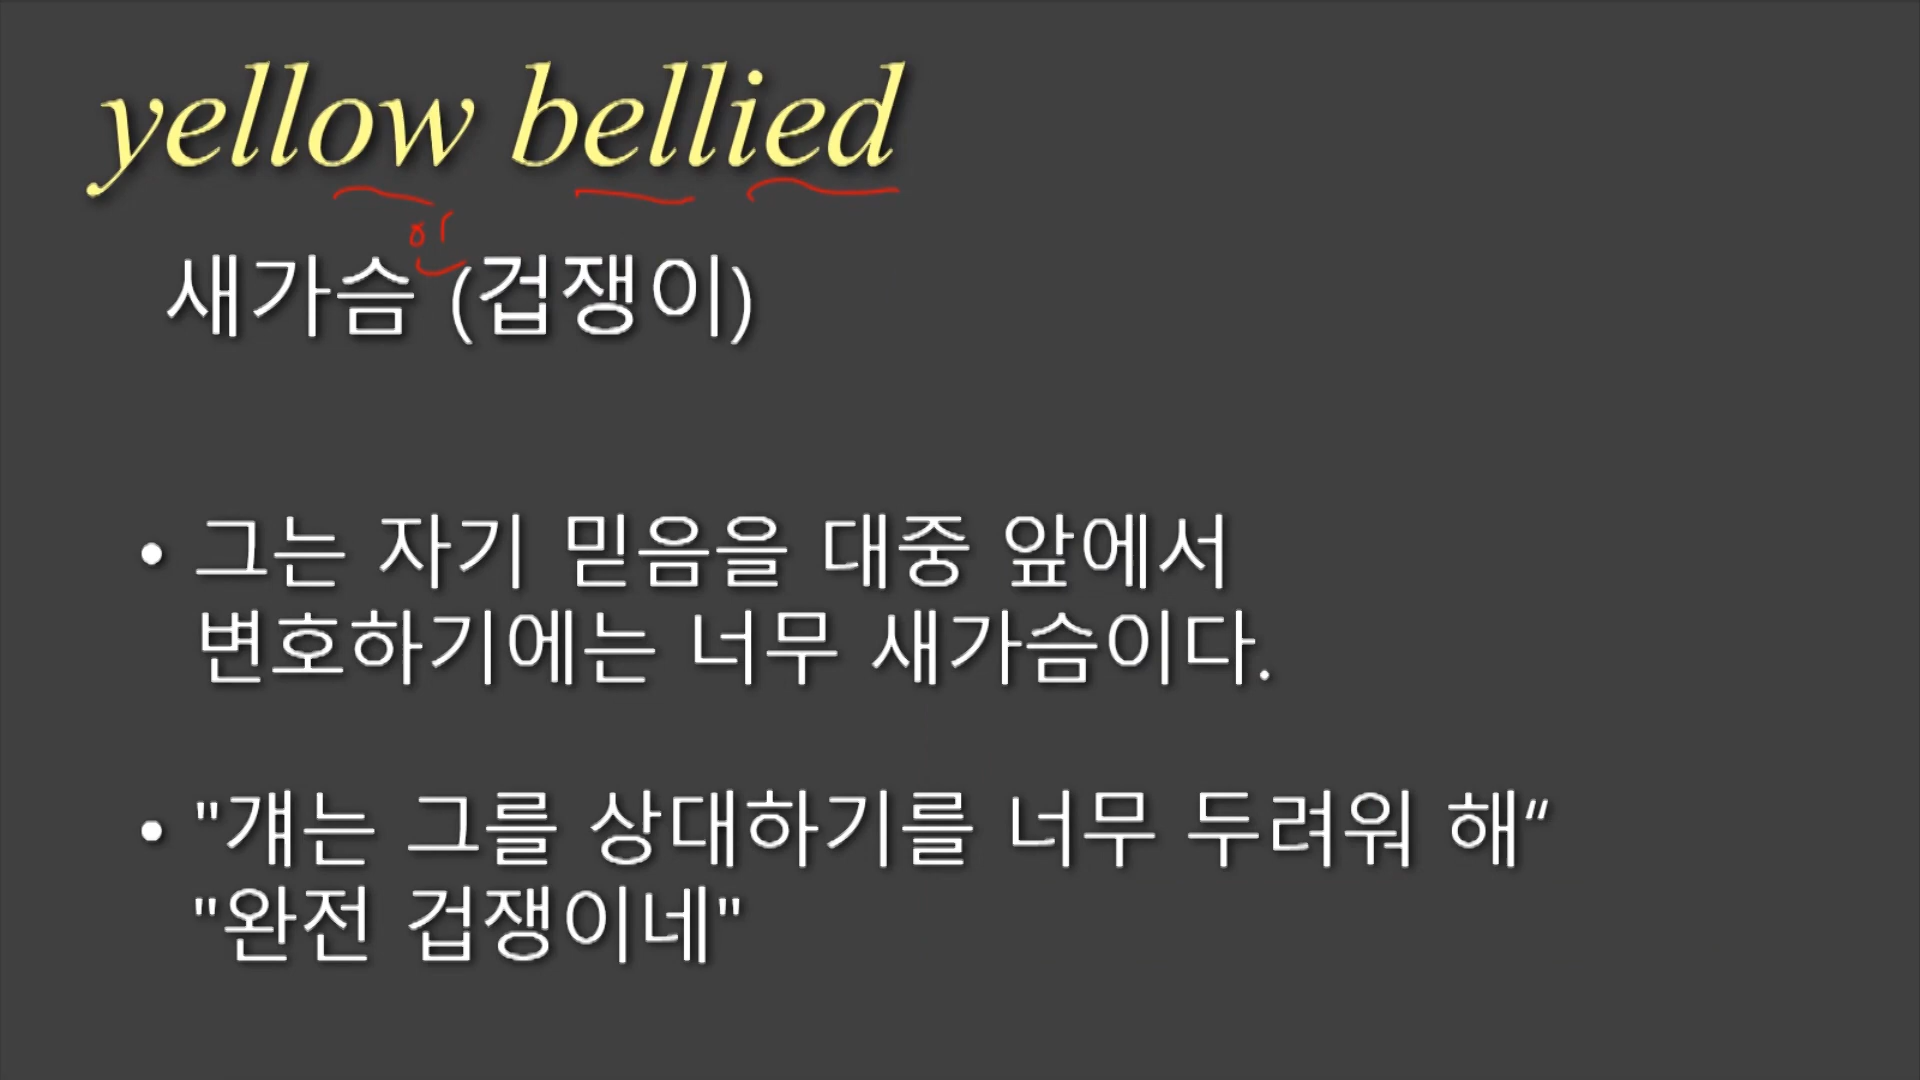 yellow bellied
이
새가슴 (겁쟁이)
• 그는 자기 믿음을 대중 앞에서
변호하기에는 너무 새가슴이다.
• "걔는 그를 상대하기를 너무 두려워 해“
"완전 겁쟁이네"